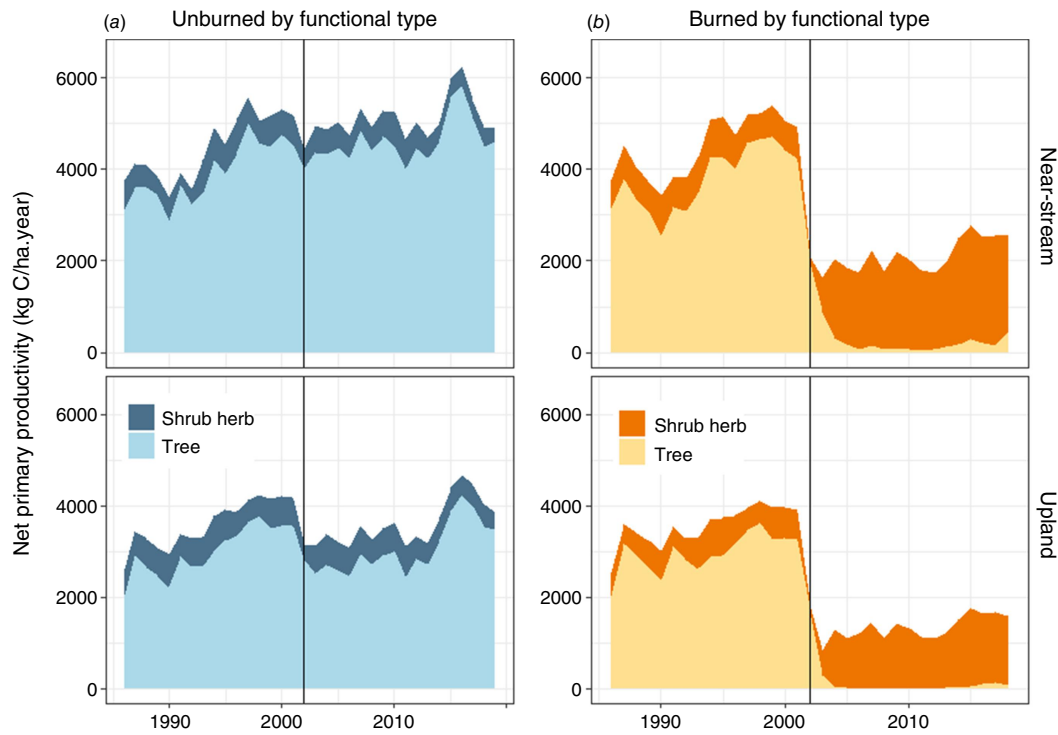 (a) Unburned by functional type
(b) Burned by functional type
Net primary productivity (kg C/ha.year)
6000
4000
2000
0
6000
4000
2000
0
Near-stream
Shrub herb
Tree
6000
4000
2000
0
1990 2000 2010
Shrub herb
Tree
6000
4000
2000
0
1990 2000 2010
Upland